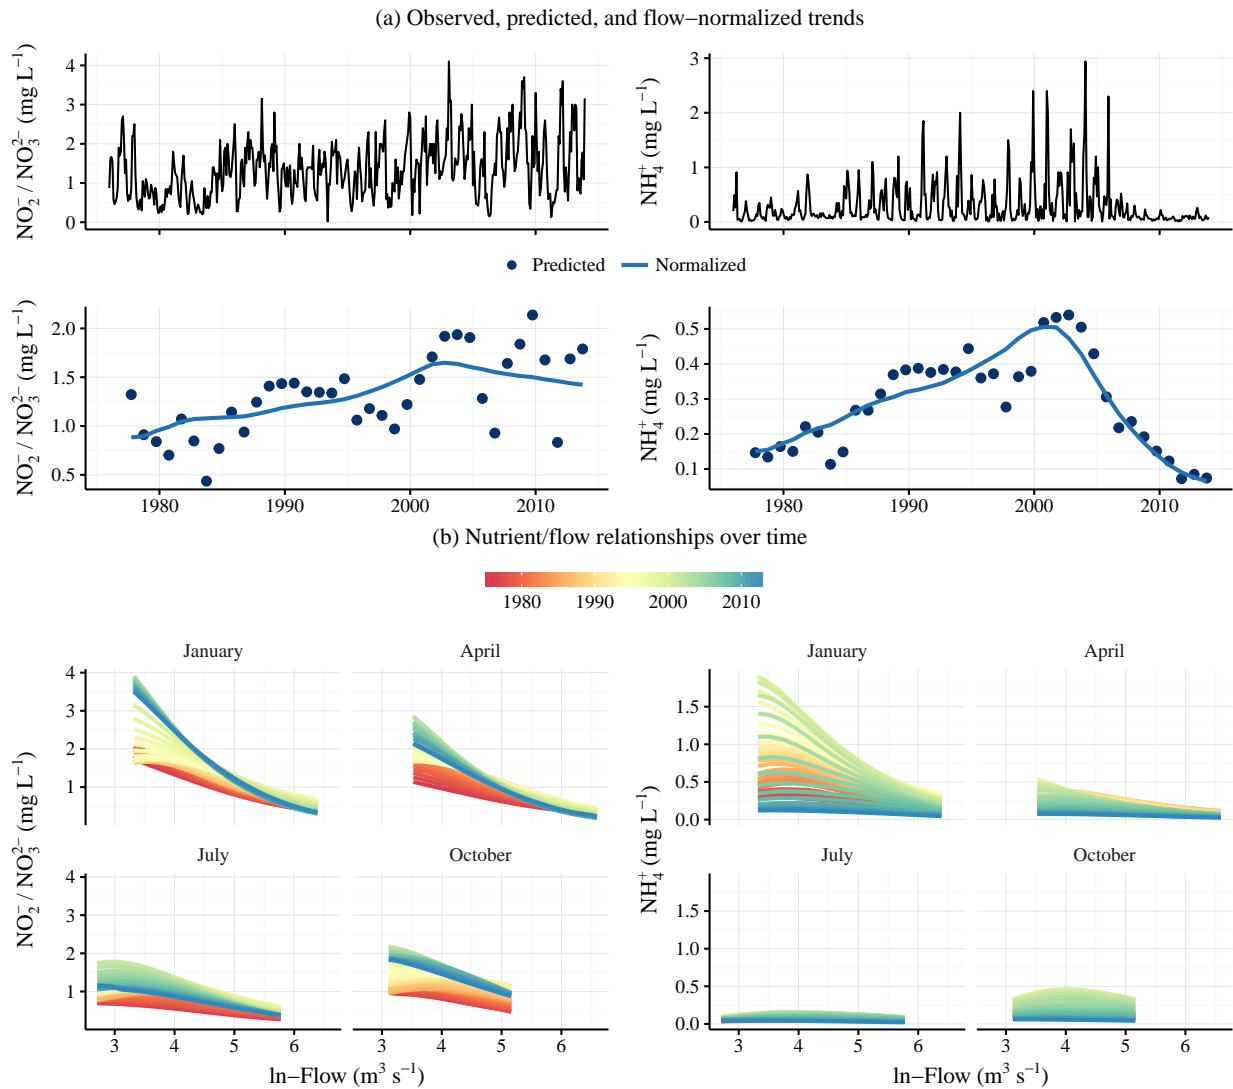 (a) Observed, predicted, and flow−normalized trends
NO₂⁻ / NO₃²⁻ (mg L⁻¹)
4
3
2
1
0
NH₄⁺ (mg L⁻¹)
3
2
1
0
Predicted Normalized
NO₂⁻ / NO₃²⁻ (mg L⁻¹)
2.0
1.5
1.0
0.5
1980 1990 2000 2010
NH₄⁺ (mg L⁻¹)
0.5
0.4
0.3
0.2
0.1
1980 1990 2000 2010
(b) Nutrient/flow relationships over time
1980 1990 2000 2010
NO₂⁻ / NO₃²⁻ (mg L⁻¹)
January April
4
3
2
1
July October
4
3
2
1
3 4 5 6 3 4 5 6
ln−Flow (m³ s⁻¹)
NH₄⁺ (mg L⁻¹)
January April
1.5
1.0
0.5
0.0
July October
1.5
1.0
0.5
0.0
3 4 5 6 3 4 5 6
ln−Flow (m³ s⁻¹)